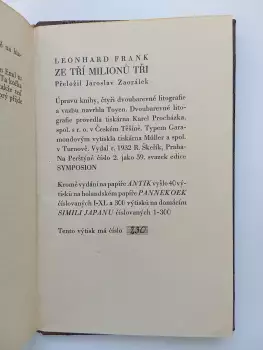 LEONHARD FRANK
ZE TŘÍ MILIONŮ TŘI
Přeložil Jaroslav Zaorálek
Úpravu knihy, čtyři dvoubarevné litografie
a vazbu navrhla Toyen. Dvoubarevné lito-
grafie provedla tiskárna Karel Procházka,
spol. s r. o. v Českém Těšíně. Typem Gara-
mondovým vytiskla tiskárna Müller a spol.
v Turnově. Vydal r. 1932 R. Škeřík, Praha-
Na Perštýně číslo 2, jako 59. svazek edice
SYMPOSION
Kromě vydání na papíře ANTIK vyšlo 40 vý-
tisků na holandském papíře PANNEKOEK
číslovaných I-XL a 300 výtisků na domácím
SIMILI JAPANU číslovaných 1-300
Tento výtisk má číslo 230